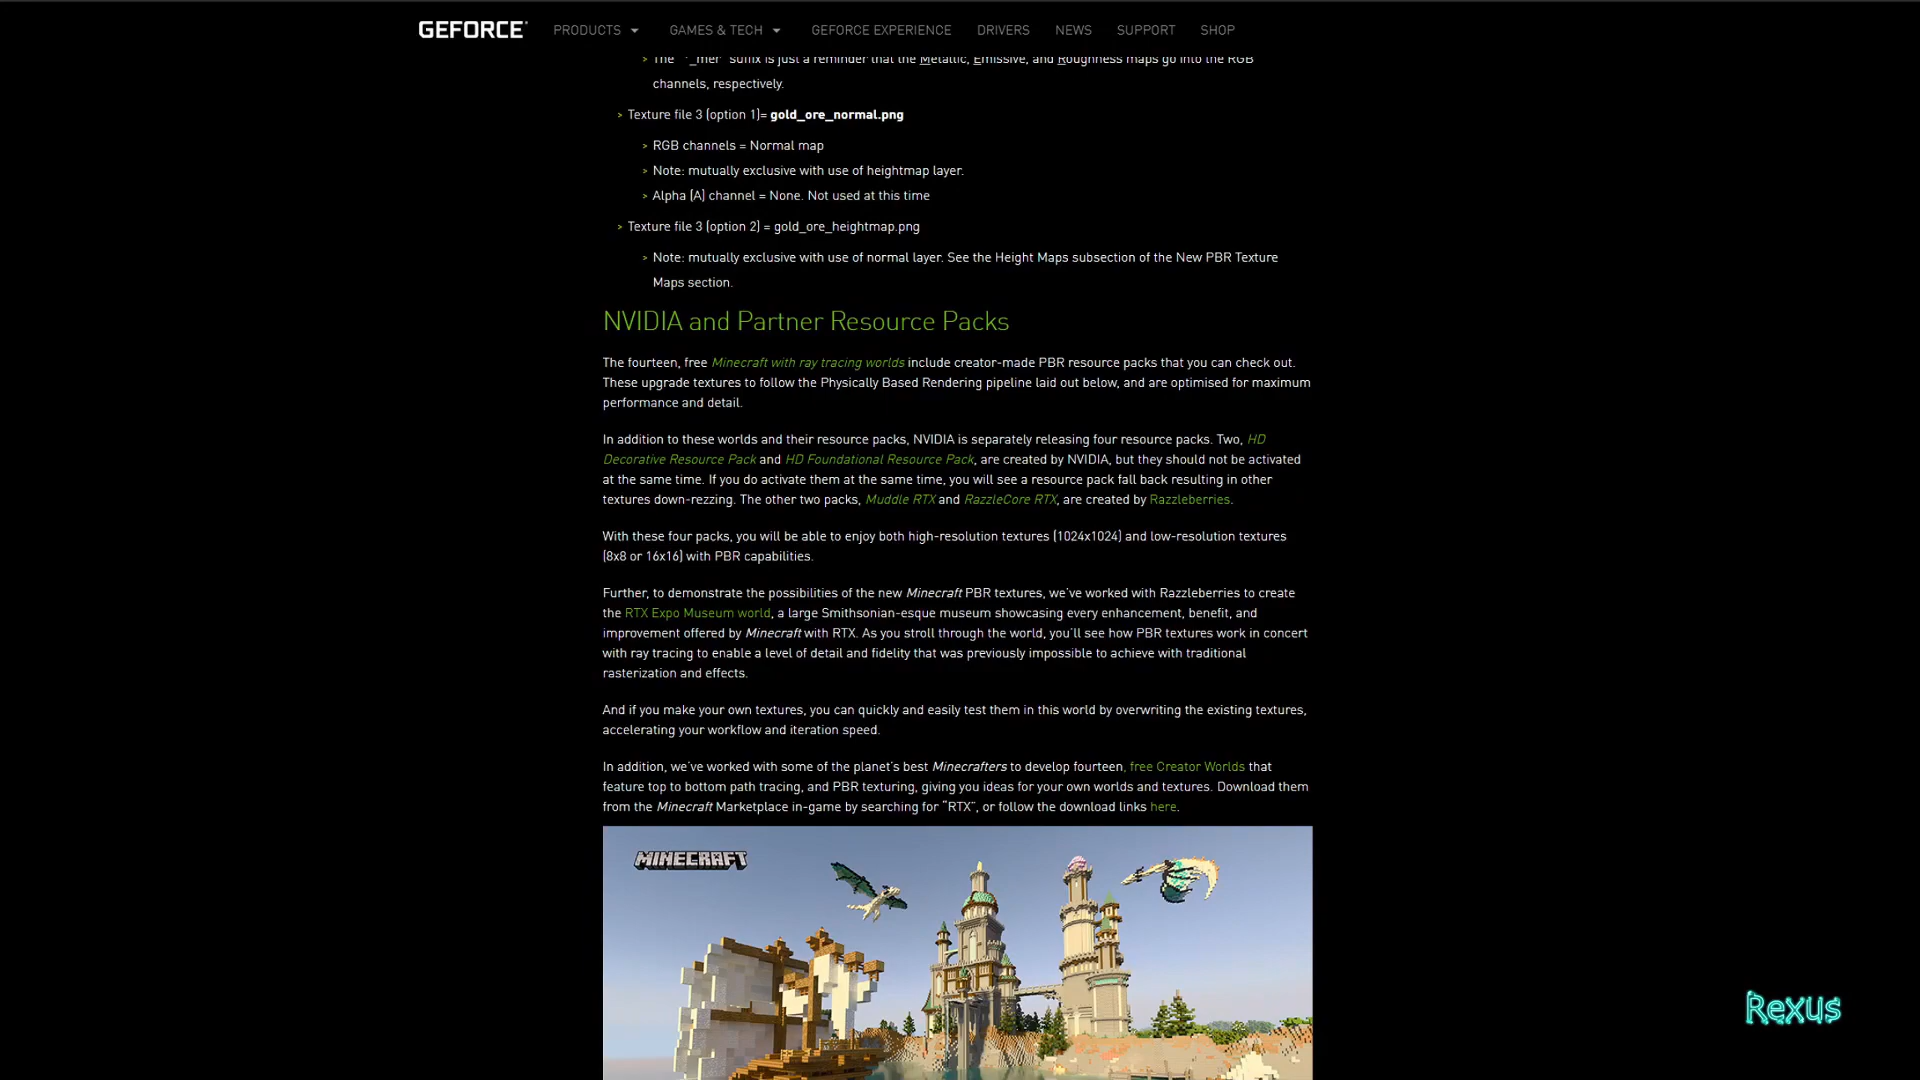 GEFORCE PRODUCTS GAMES & TECH GEFORCE EXPERIENCE DRIVERS NEWS SUPPORT SHOP
> The "_mer" suffix is just a reminder that the Metallic, Emissive, and Roughness maps go into the RGB
channels, respectively.
> Texture file 3 (option 1)= gold_ore_normal.png
> RGB channels = Normal map
> Note: mutually exclusive with use of heightmap layer.
> Alpha (A) channel = None. Not used at this time
> Texture file 3 (option 2) = gold_ore_heightmap.png
> Note: mutually exclusive with use of normal layer. See the Height Maps subsection of the New PBR Texture
Maps section.
NVIDIA and Partner Resource Packs
The fourteen, free Minecraft with ray tracing worlds include creator-made PBR resource packs that you can check out.
These upgrade textures to follow the Physically Based Rendering pipeline laid out below, and are optimised for maximum
performance and detail.
In addition to these worlds and their resource packs, NVIDIA is separately releasing four resource packs. Two, HD
Decorative Resource Pack and HD Foundational Resource Pack, are created by NVIDIA, but they should not be activated
at the same time. If you do activate them at the same time, you will see a resource pack fall back resulting in other
textures down-rezzing. The other two packs, Muddle RTX and RazzleCore RTX, are created by Razzleberries.
With these four packs, you will be able to enjoy both high-resolution textures (1024x1024) and low-resolution textures
(8x8 or 16x16) with PBR capabilities.
Further, to demonstrate the possibilities of the new Minecraft PBR textures, we've worked with Razzleberries to create
the RTX Expo Museum world, a large Smithsonian-esque museum showcasing every enhancement, benefit, and
improvement offered by Minecraft with RTX. As you stroll through the world, you'll see how PBR textures work in concert
with ray tracing to enable a level of detail and fidelity that was previously impossible to achieve with traditional
rasterization and effects.
And if you make your own textures, you can quickly and easily test them in this world by overwriting the existing textures,
accelerating your workflow and iteration speed.
In addition, we've worked with some of the planet's best Minecrafters to develop fourteen, free Creator Worlds that
feature top to bottom path tracing, and PBR texturing, giving you ideas for your own worlds and textures. Download them
from the Minecraft Marketplace in-game by searching for "RTX", or follow the download links here.
MINECRAFT
Rexus